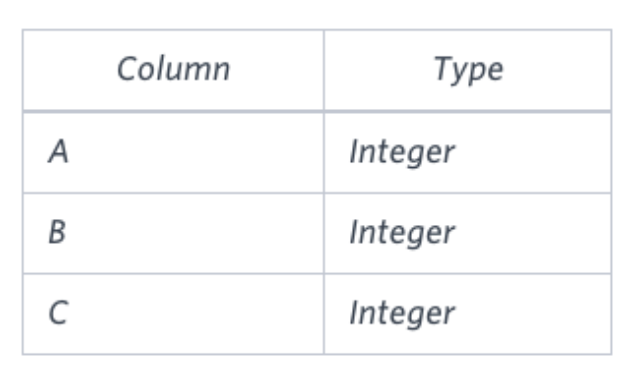 Column Type
A Integer
B Integer
C Integer